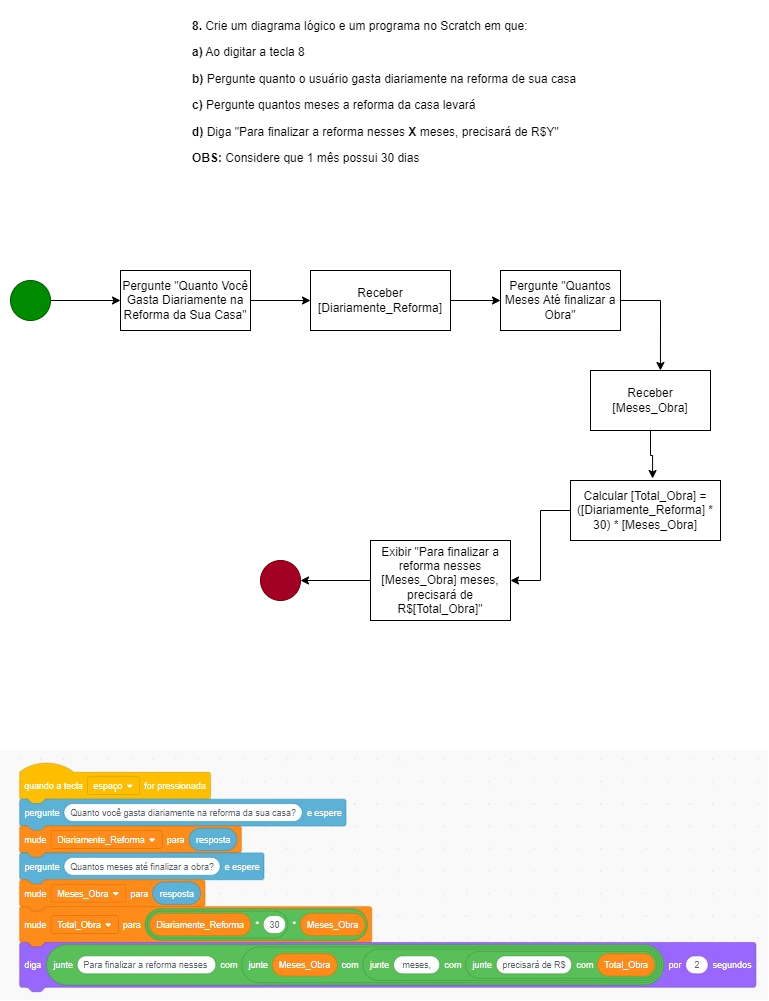 8. Crie um diagrama lógico e um programa no Scratch em que:
a) Ao digitar a tecla 8
b) Pergunte quanto o usuário gasta diariamente na reforma de sua casa
c) Pergunte quantos meses a reforma da casa levará
d) Diga "Para finalizar a reforma nesses X meses, precisará de R$Y"
OBS: Considere que 1 mês possui 30 dias
Pergunte "Quanto Você
Gasta Diariamente na
Reforma da Sua Casa"
Receber
[Diariamente_Reforma]
Pergunte "Quantos
Meses Até finalizar a
Obra"
Receber
[Meses_Obra]
Calcular [Total_Obra] =
([Diariamente_Reforma] *
30) * [Meses_Obra]
Exibir "Para finalizar a
reforma nesses
[Meses_Obra] meses,
precisará de
R$[Total_Obra]"
quando a tecla espaço for pressionada
pergunte Quanto você gasta diariamente na reforma da sua casa? e espere
mude Diariamente_Reforma para resposta
pergunte Quantos meses até finalizar a obra? e espere
mude Meses_Obra para resposta
mude Total_Obra para Diariamente_Reforma * 30 * Meses_Obra
diga junte Para finalizar a reforma nesses com junte Meses_Obra com junte meses, com junte precisará de R$ com Total_Obra por 2 segundos